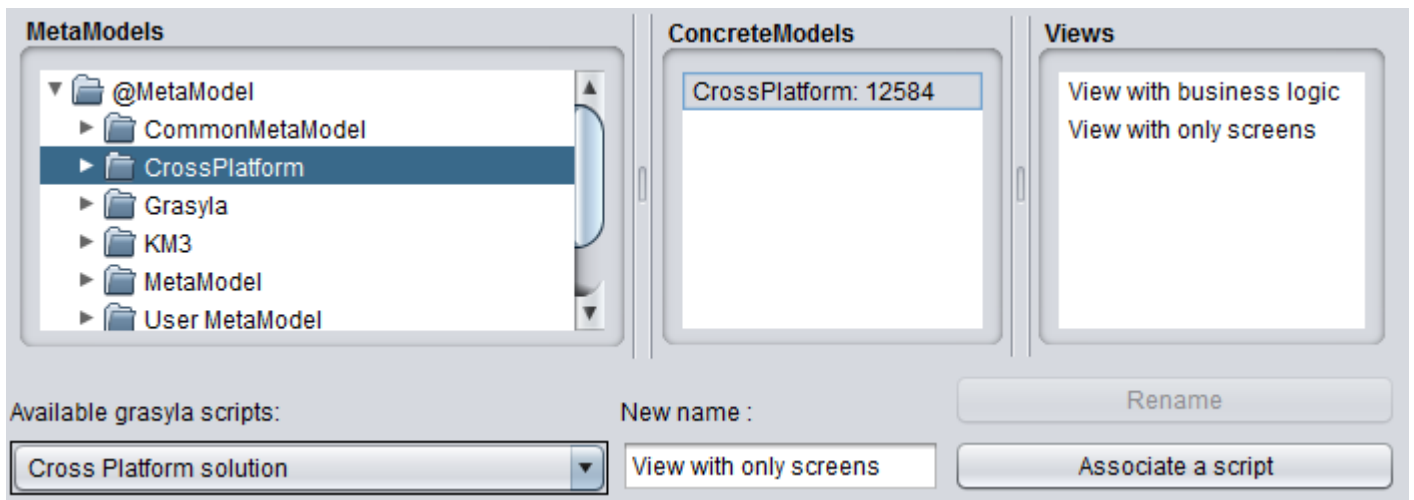 MetaModels
@MetaModel
CommonMetaModel
CrossPlatform
Grasyla
KM3
MetaModel
User MetaModel
ConcreteModels
CrossPlatform: 12584
Views
View with business logic
View with only screens
Available grasyla scripts:
Cross Platform solution
New name :
View with only screens
Rename
Associate a script